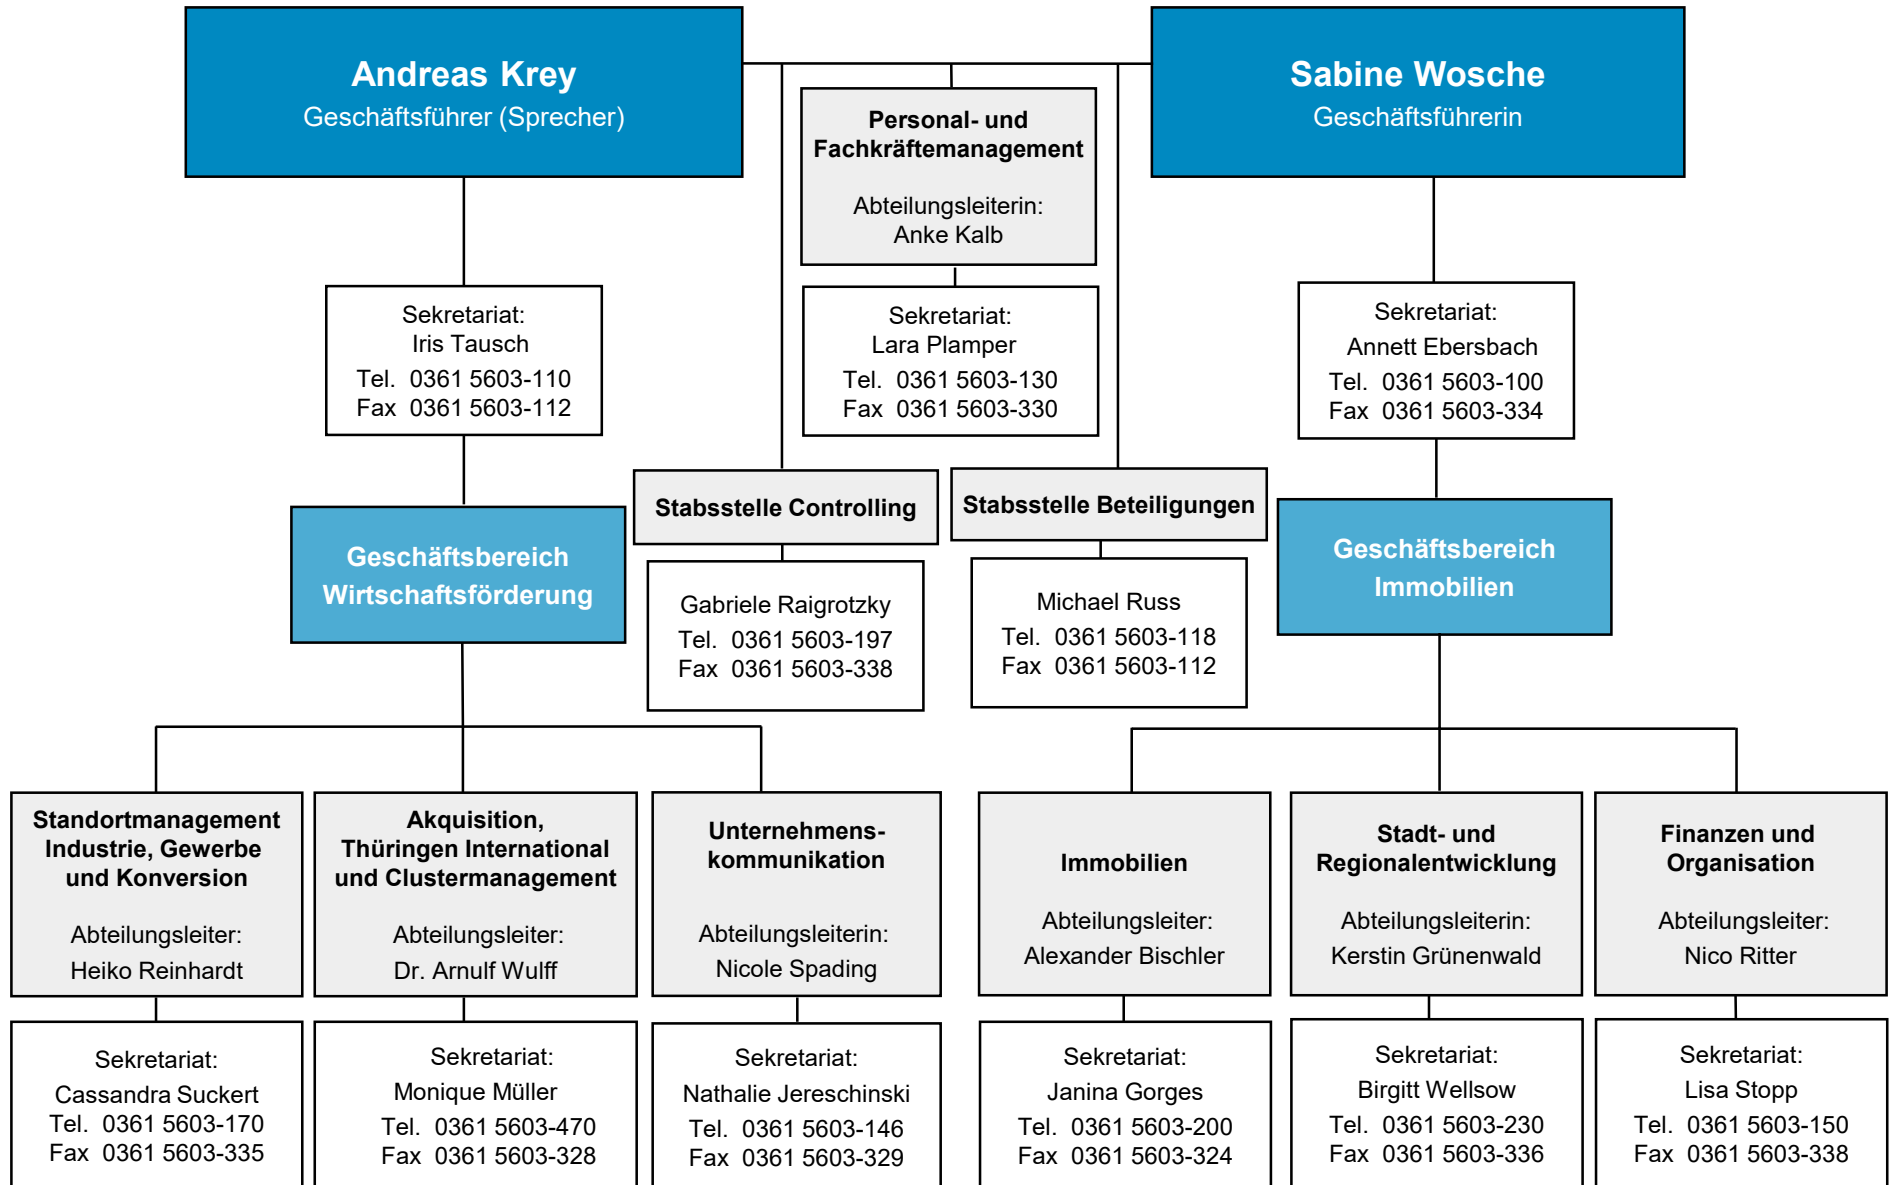 Andreas Krey
Geschäftsführer (Sprecher)
Sabine Wosche
Geschäftsführerin
Personal- und
Fachkräftemanagement
Abteilungsleiterin:
Anke Kalb
Sekretariat:
Iris Tausch
Tel. 0361 5603-110
Fax 0361 5603-112
Sekretariat:
Lara Plamper
Tel. 0361 5603-130
Fax 0361 5603-330
Sekretariat:
Annett Ebersbach
Tel. 0361 5603-100
Fax 0361 5603-334
Geschäftsbereich
Wirtschaftsförderung
Stabsstelle Controlling
Gabriele Raigrotzky
Tel. 0361 5603-197
Fax 0361 5603-338
Stabsstelle Beteiligungen
Michael Russ
Tel. 0361 5603-118
Fax 0361 5603-112
Geschäftsbereich
Immobilien
Standortmanagement
Industrie, Gewerbe
und Konversion
Abteilungsleiter:
Heiko Reinhardt
Akquisition,
Thüringen International
und Clustermanagement
Abteilungsleiter:
Dr. Arnulf Wulff
Unternehmens-
kommunikation
Abteilungsleiterin:
Nicole Spading
Immobilien
Abteilungsleiter:
Alexander Bischler
Stadt- und
Regionalentwicklung
Abteilungsleiterin:
Kerstin Grünenwald
Finanzen und
Organisation
Abteilungsleiter:
Nico Ritter
Sekretariat:
Cassandra Suckert
Tel. 0361 5603-170
Fax 0361 5603-335
Sekretariat:
Monique Müller
Tel. 0361 5603-470
Fax 0361 5603-328
Sekretariat:
Nathalie Jereschinski
Tel. 0361 5603-146
Fax 0361 5603-329
Sekretariat:
Janina Gorges
Tel. 0361 5603-200
Fax 0361 5603-324
Sekretariat:
Birgitt Wellsow
Tel. 0361 5603-230
Fax 0361 5603-336
Sekretariat:
Lisa Stopp
Tel. 0361 5603-150
Fax 0361 5603-338